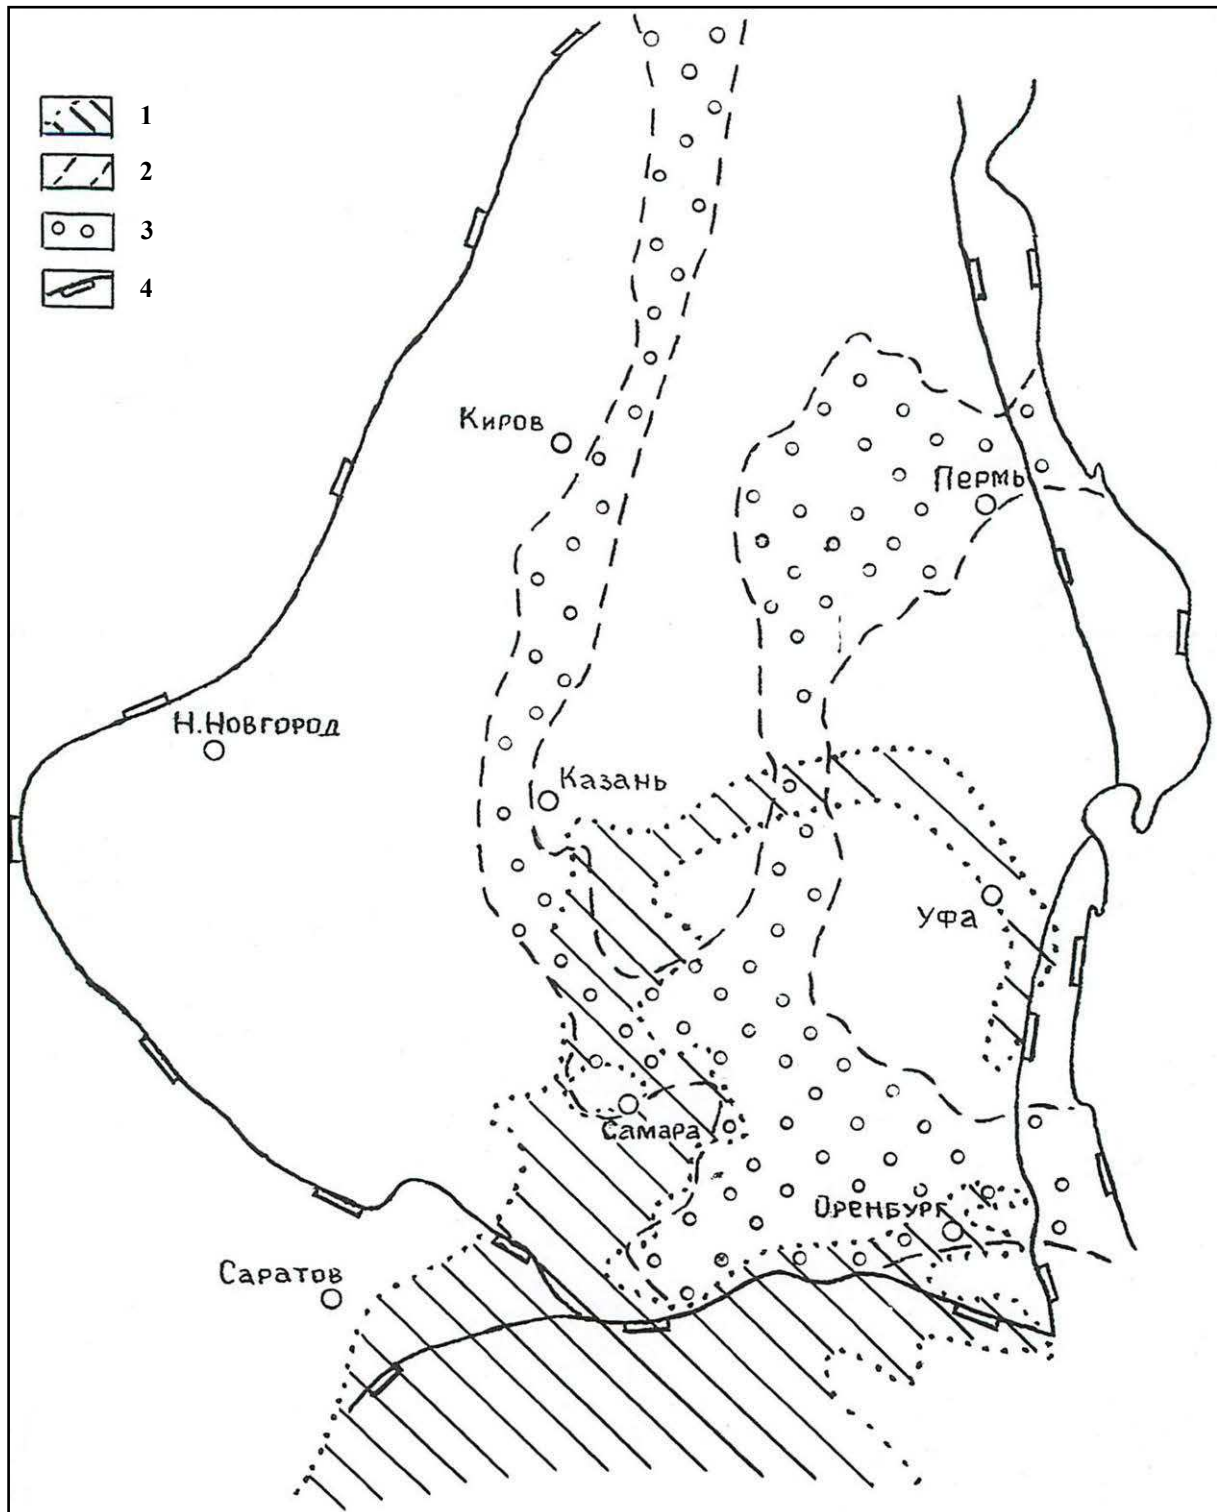 1
2
3
4
Киров
Пермь
Н.Новгород
Казань
Уфа
Самара
Оренбург
Саратов